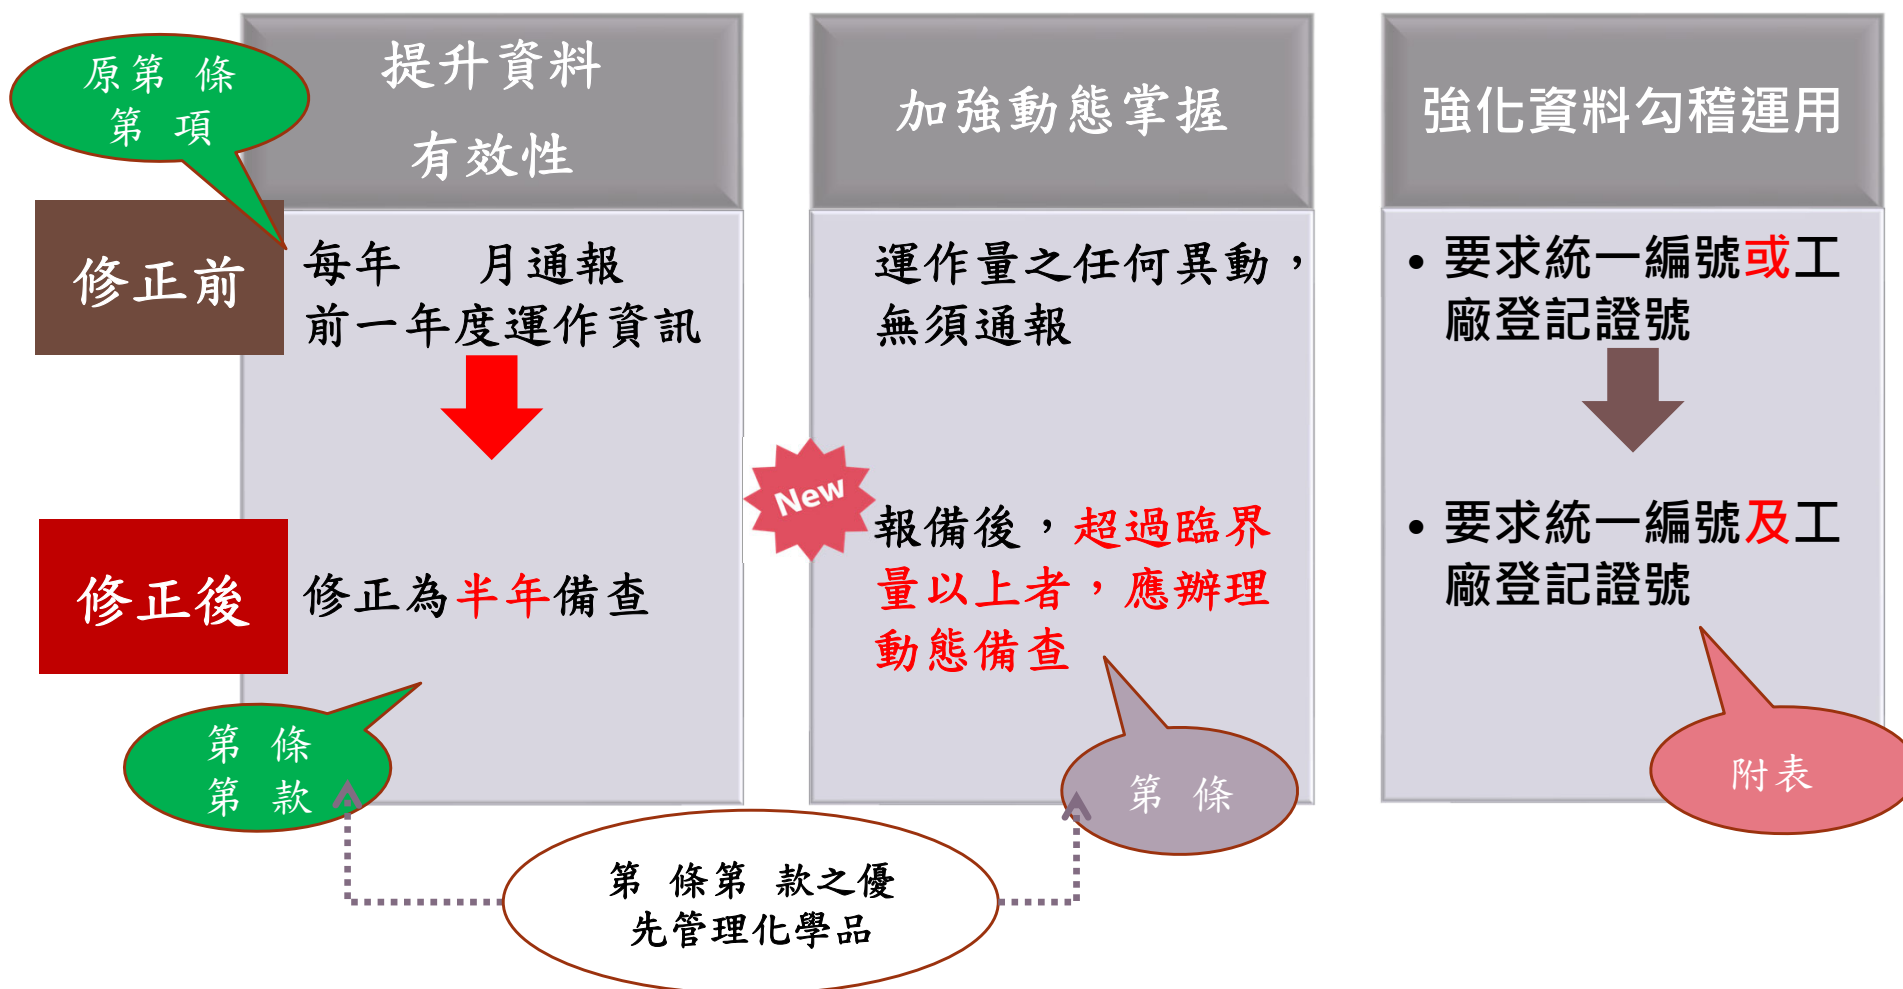 原第 條
第 項
提升資料
有效性
修正前
每年 月通報
前一年度運作資訊
修正後
修正為半年備查
第 條
第 款
加強動態掌握
運作量之任何異動，
無須通報
New
報備後，超過臨界
量以上者，應辦理
動態備查
第 條
第 條第 款之優
先管理化學品
強化資料勾稽運用
• 要求統一編號或工
廠登記證號
• 要求統一編號及工
廠登記證號
附表